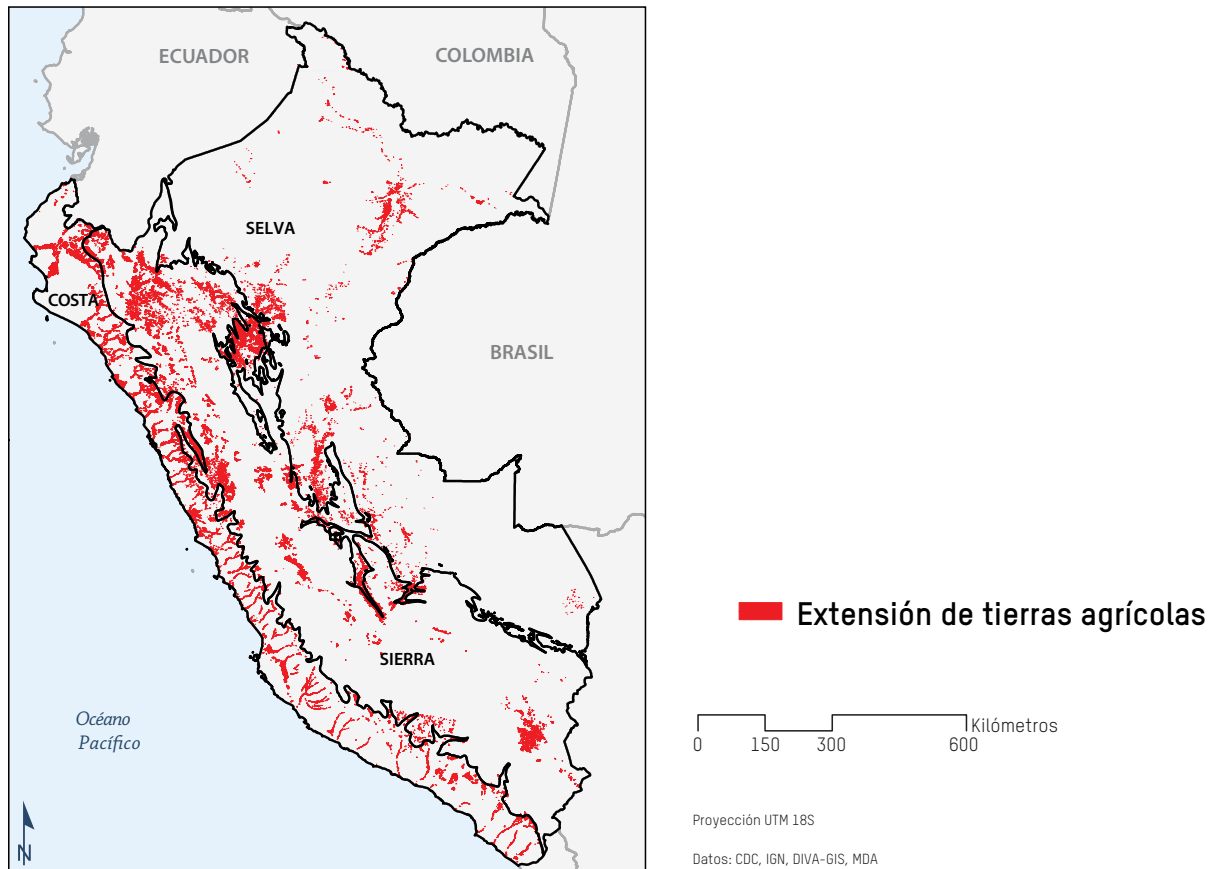 ECUADOR
COLOMBIA
SELVA
COSTA
BRASIL
SIERRA
Océano
Pacífico
N
Extensión de tierras agrícolas
Kilómetros
0 150 300 600
Proyección UTM 18S
Datos: CDC, IGN, DIVA-GIS, MDA